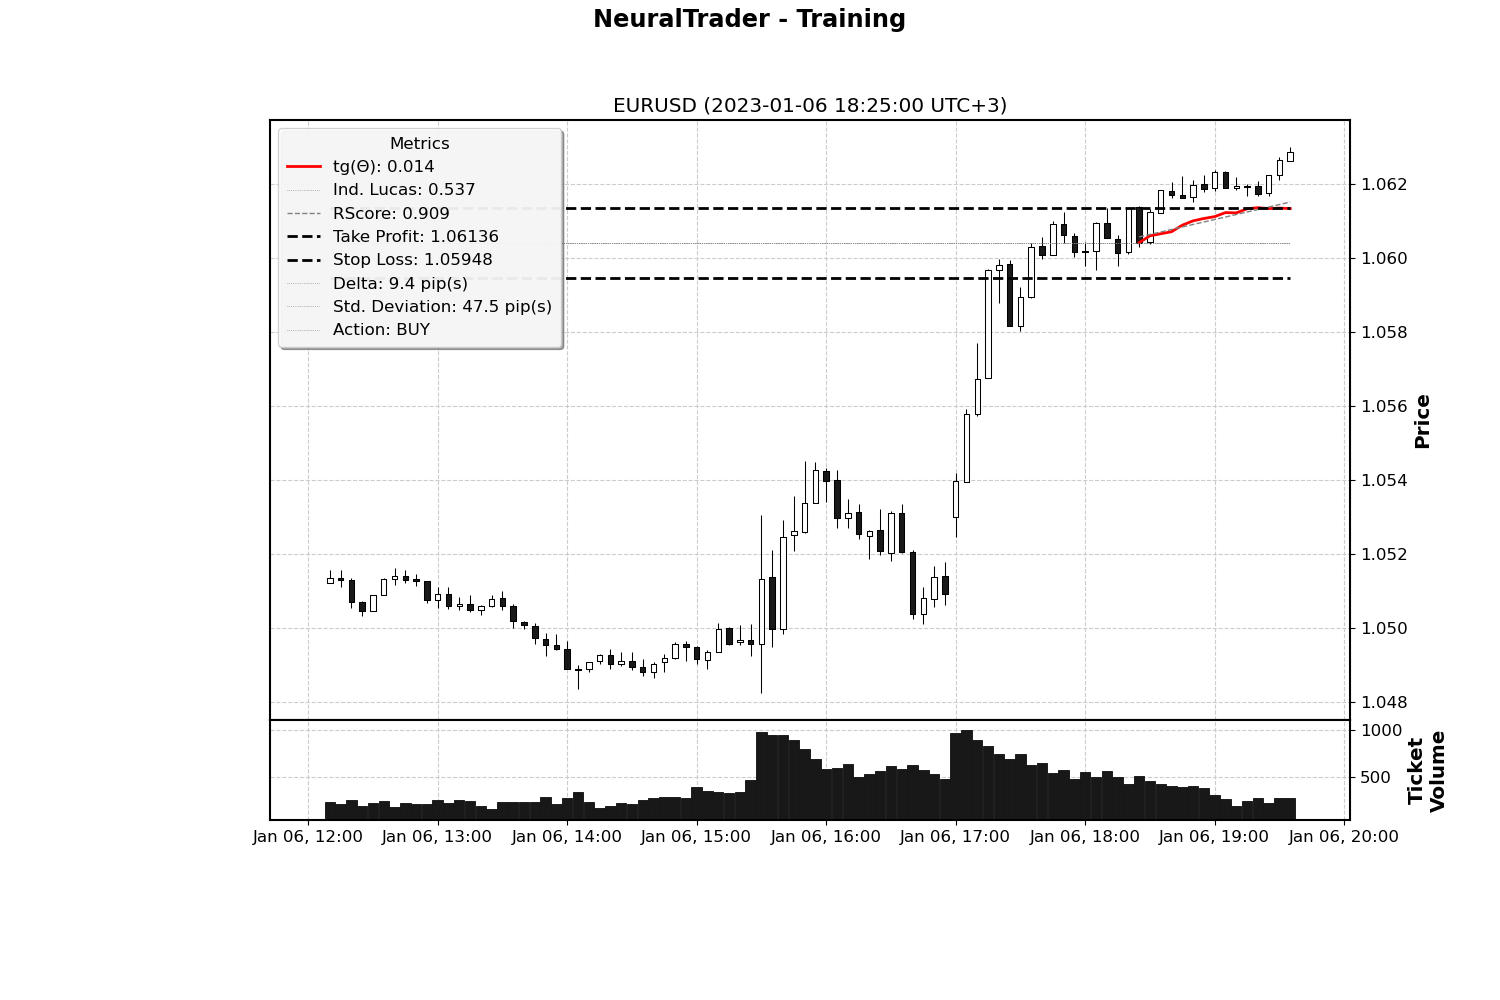 NeuralTrader - Training
EURUSD (2023-01-06 18:25:00 UTC+3)
Metrics
tg(Θ): 0.014
Ind. Lucas: 0.537
RScore: 0.909
Take Profit: 1.06136
Stop Loss: 1.05948
Delta: 9.4 pip(s)
Std. Deviation: 47.5 pip(s)
Action: BUY
1.062
1.060
1.058
1.056
1.054
1.052
1.050
1.048
Price
1000
500
Ticket
Volume
Jan 06, 12:00
Jan 06, 13:00
Jan 06, 14:00
Jan 06, 15:00
Jan 06, 16:00
Jan 06, 17:00
Jan 06, 18:00
Jan 06, 19:00
Jan 06, 20:00